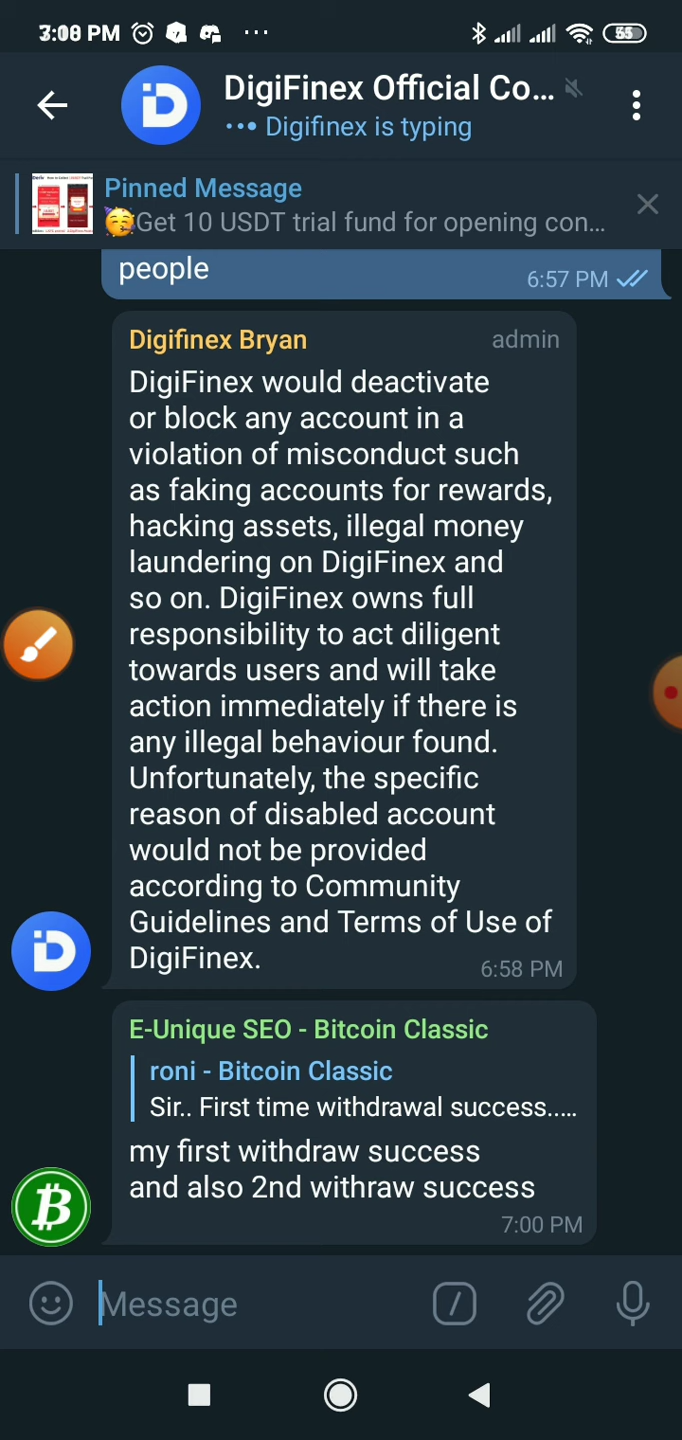 3:08 PM ... 55
DigiFinex Official Co...
Digifinex is typing
Pinned Message
🥳Get 10 USDT trial fund for opening con...
people
6:57 PM
Digifinex Bryan admin
DigiFinex would deactivate
or block any account in a
violation of misconduct such
as faking accounts for rewards,
hacking assets, illegal money
laundering on DigiFinex and
so on. DigiFinex owns full
responsibility to act diligent
towards users and will take
action immediately if there is
any illegal behaviour found.
Unfortunately, the specific
reason of disabled account
would not be provided
according to Community
Guidelines and Terms of Use of
DigiFinex.
6:58 PM
E-Unique SEO - Bitcoin Classic
roni - Bitcoin Classic
Sir.. First time withdrawal success.....
my first withdraw success
and also 2nd withraw success
7:00 PM
Message